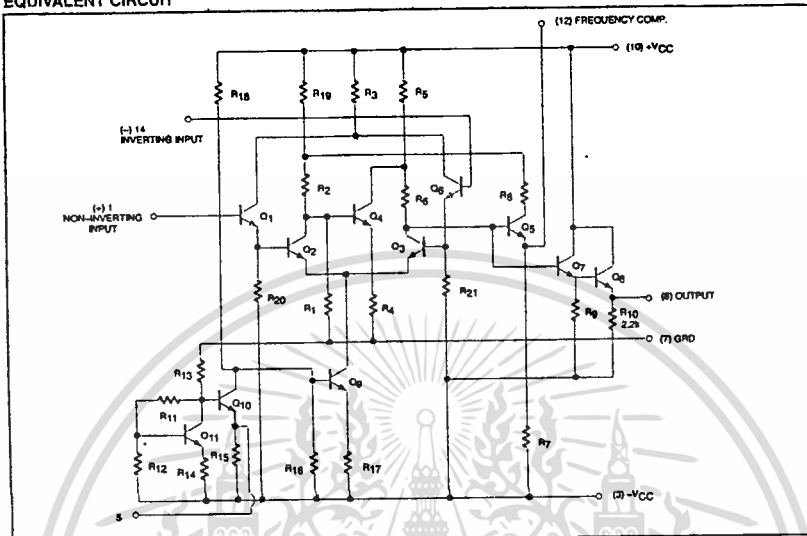 EQUIVALENT CIRCUIT
(12) FREQUENCY COMP.
(10) +VCC
R18
R19
R3
R5
(–) 14
INVERTING INPUT
R2
R6
Q6
R8
(+) 1
NON-INVERTING
INPUT
Q1
Q4
Q5
Q2
Q3
Q7
Q8
R20
R1
R4
R21
R9
(8) OUTPUT
R10
2.2k
(7) GRD
R13
Q9
R11
Q10
Q11
R7
R12
R14
R15
R16
R17
5
(3) –VCC